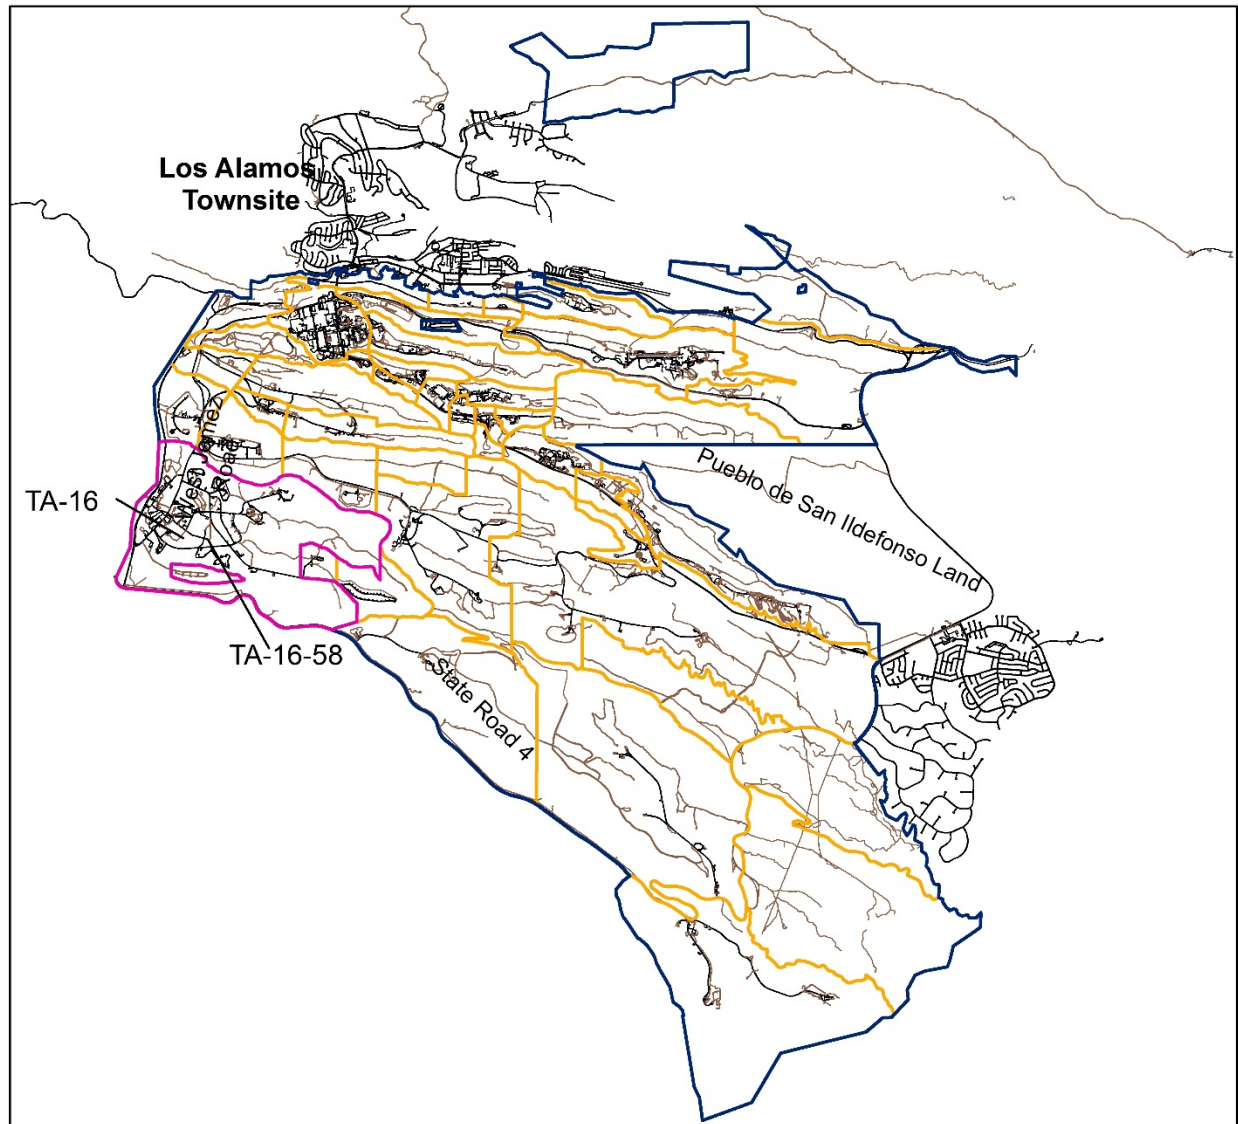 Los Alamos
Townsite
West Jemez
Road
Pueblo de San Ildefonso Land
TA-16
TA-16-58
State Road 4